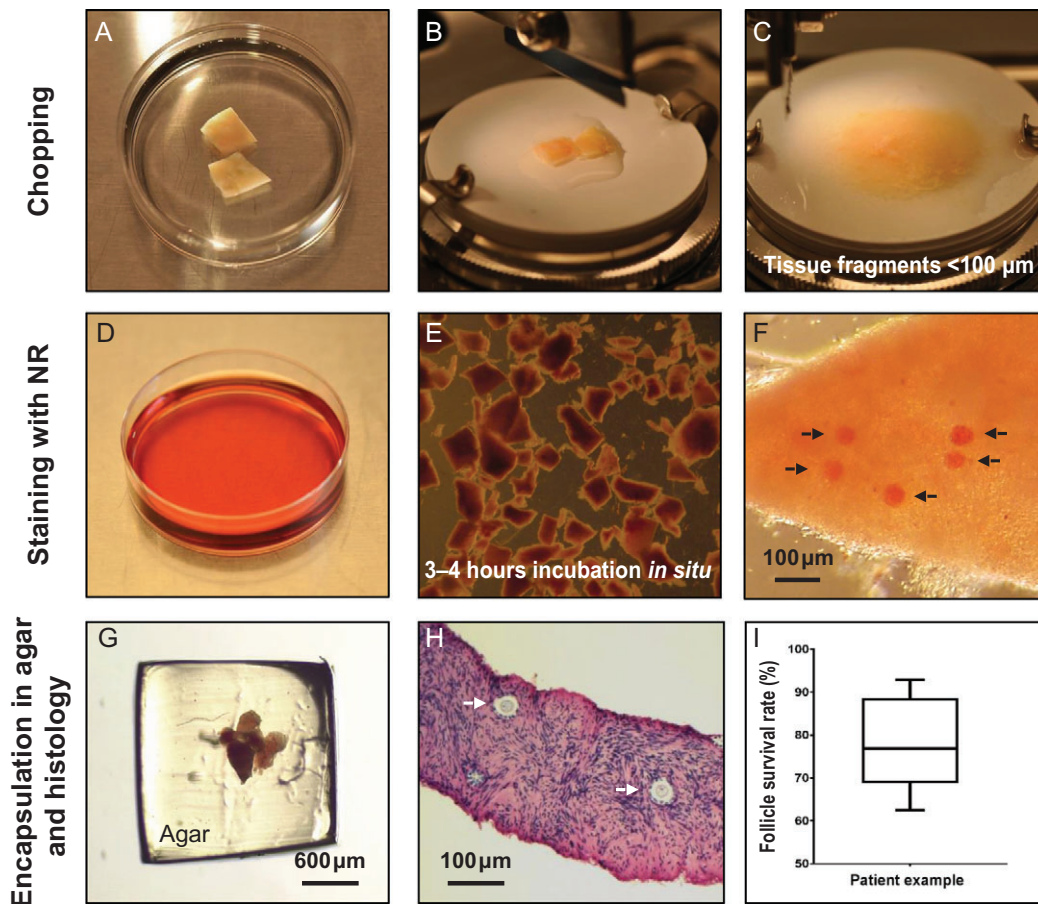 Chopping
A
B
C
Tissue fragments <100 µm
Staining with NR
D
E
3–4 hours incubation in situ
F
100 µm
Encapsulation in agar
and histology
G
Agar
600 µm
H
100 µm
I
Follicle survival rate (%)
100
90
80
70
60
50
Patient example